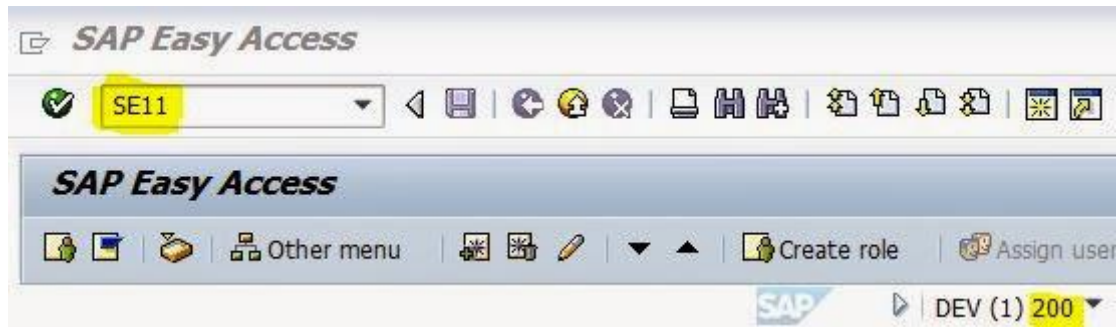 SAP Easy Access
SE11
SAP Easy Access
Other menu Create role Assign user
SAP DEV (1) 200